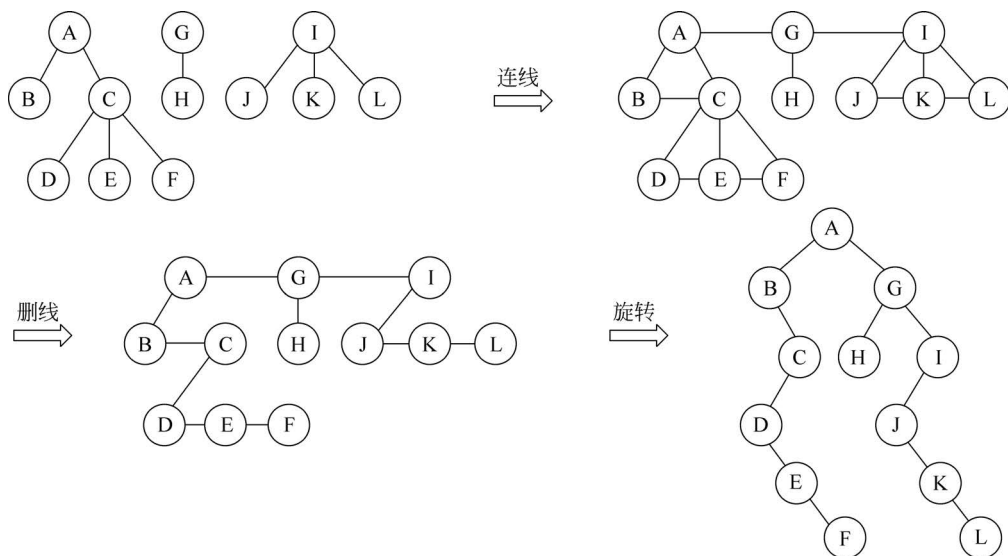 A G I
B C H J K L
D E F
连线
A G I
B C H J K L
D E F
删线
A G I
B C H J K L
D E F
旋转
A
B G
C H I
D J
E K
F L